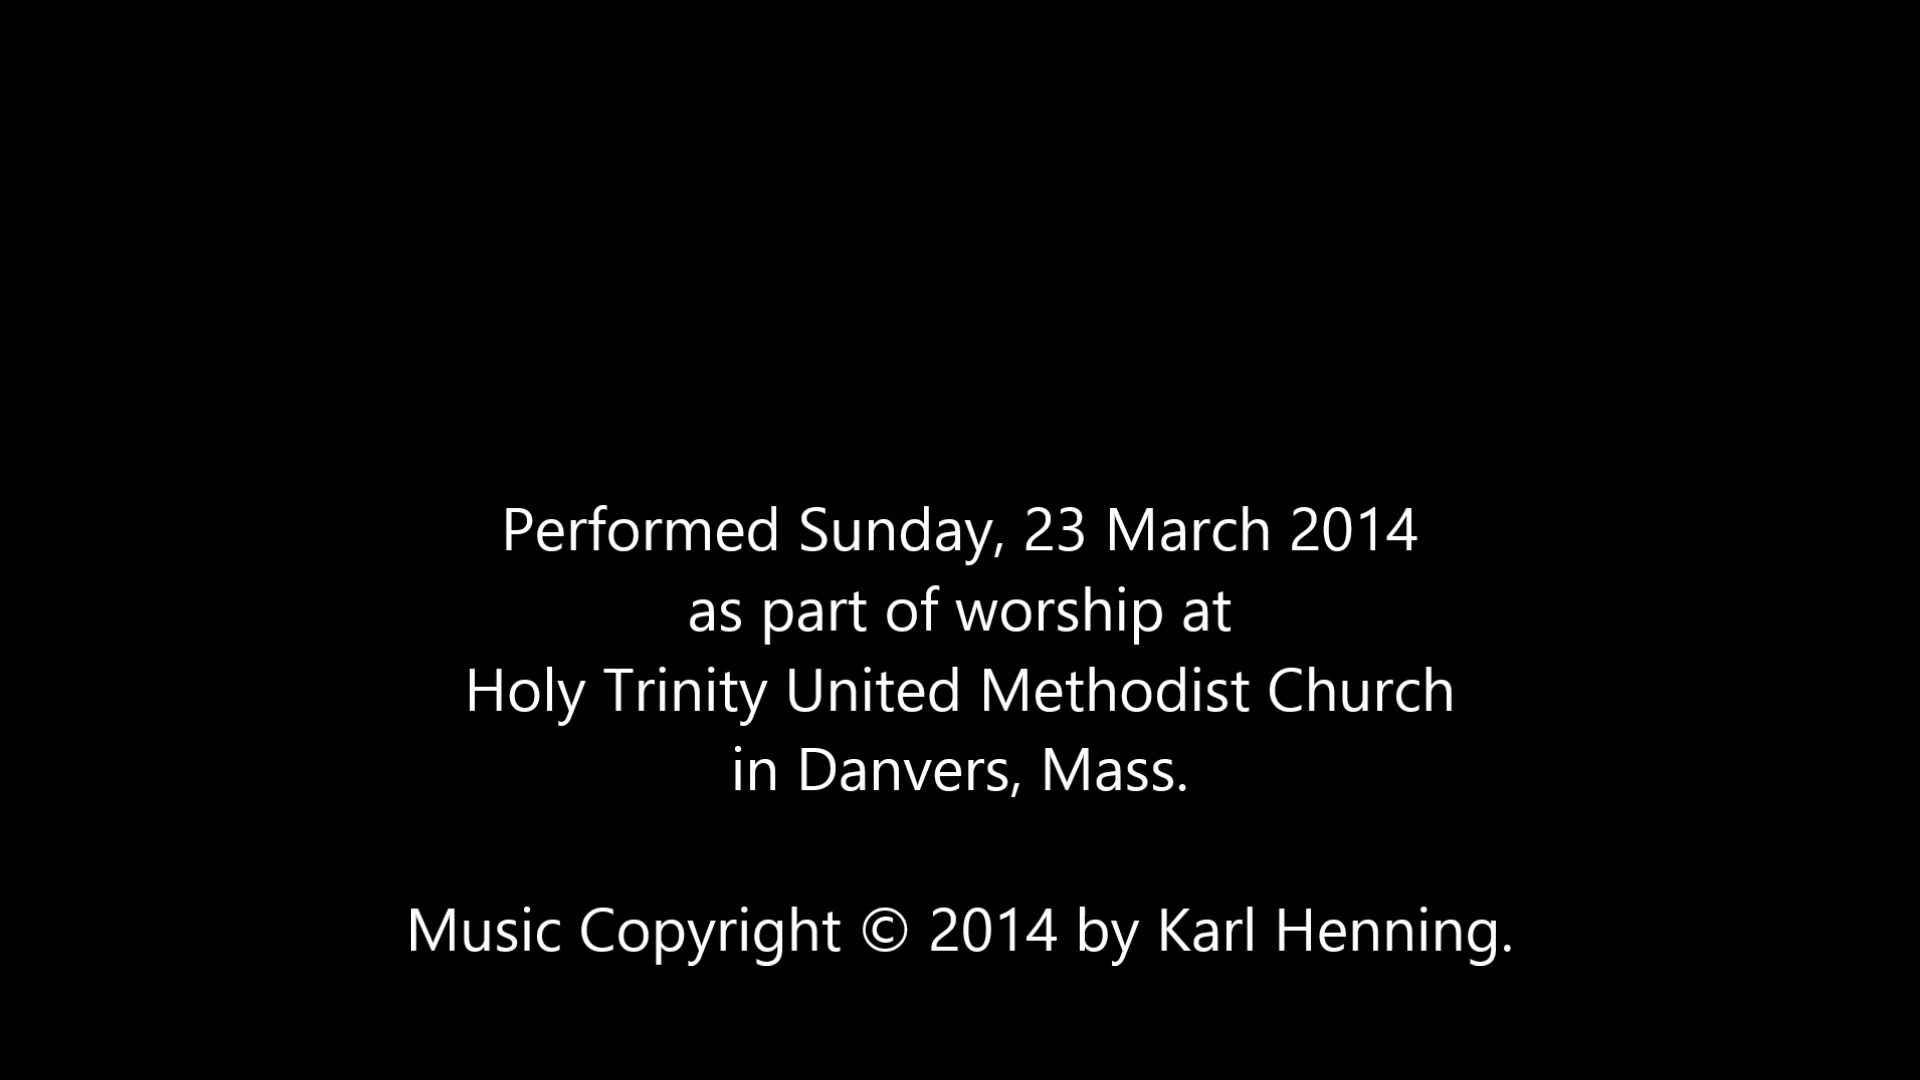 Performed Sunday, 23 March 2014
as part of worship at
Holy Trinity United Methodist Church
in Danvers, Mass.
Music Copyright © 2014 by Karl Henning.